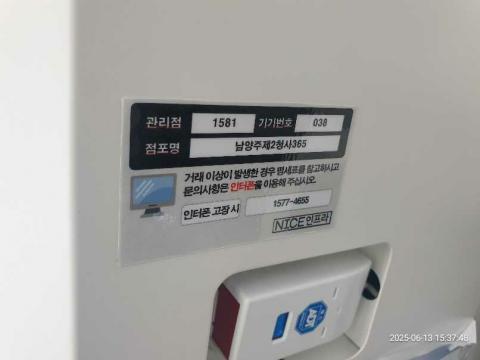 관리점 1581 기기번호 038
점포명 남양주제2청사365
거래 이상이 발생한 경우 명세표를 참고하시고
문의사항은 인터폰을 이용해 주십시오.
인터폰 고장 시 1577-4655
NICE인프라
ADT
2025-06-13 15:37:48